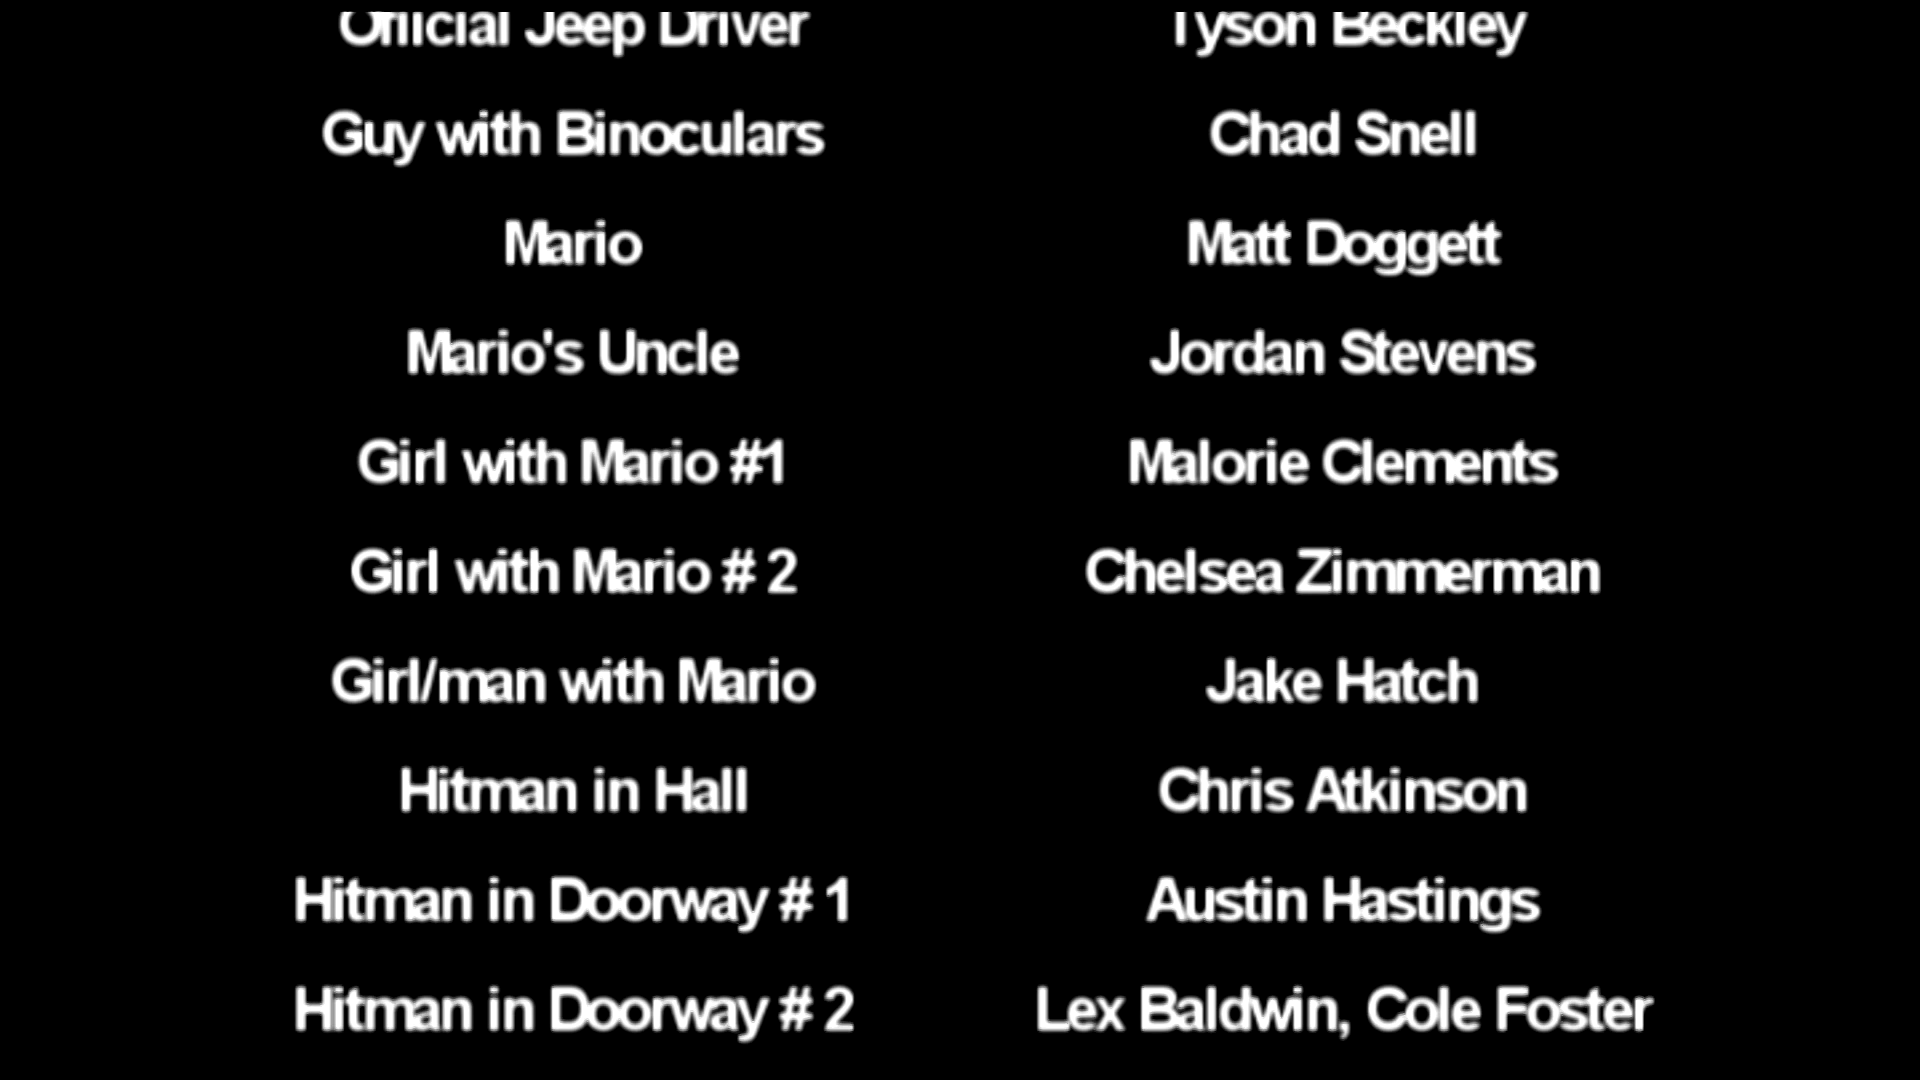 Official Jeep Driver Tyson Beckley
Guy with Binoculars Chad Snell
Mario Matt Doggett
Mario's Uncle Jordan Stevens
Girl with Mario #1 Malorie Clements
Girl with Mario # 2 Chelsea Zimmerman
Girl/man with Mario Jake Hatch
Hitman in Hall Chris Atkinson
Hitman in Doorway # 1 Austin Hastings
Hitman in Doorway # 2 Lex Baldwin, Cole Foster